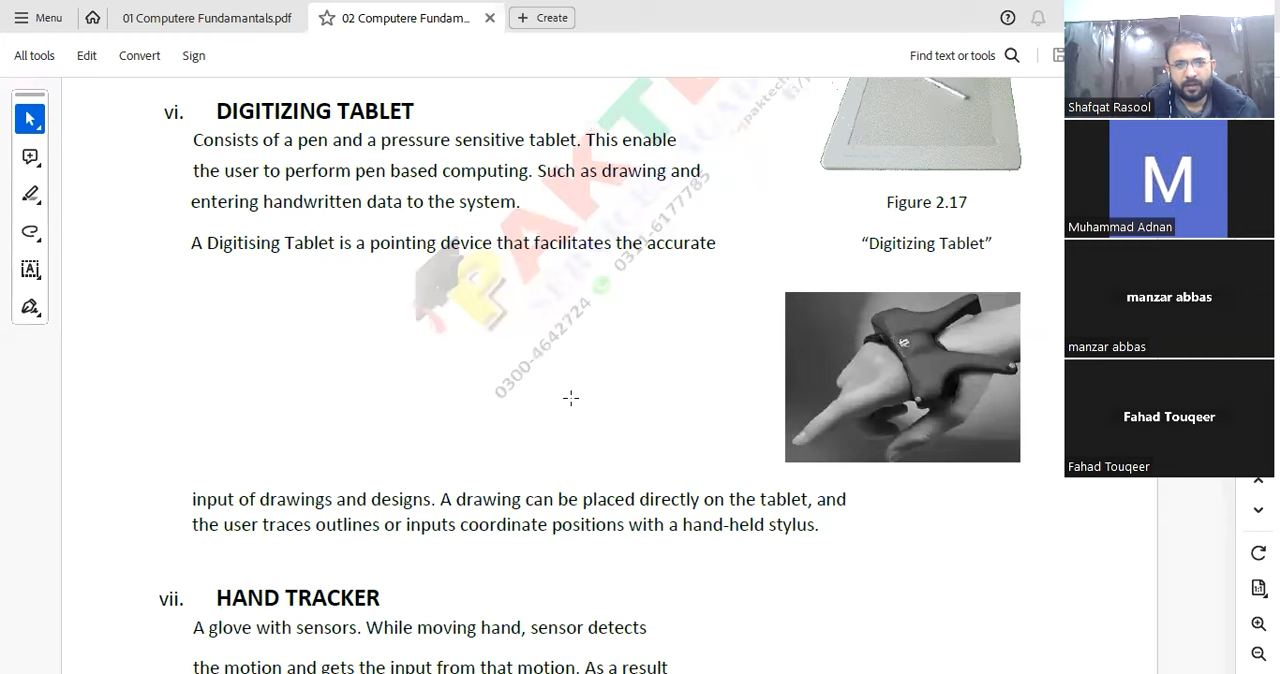 Menu
01 Computere Fundamantals.pdf
02 Computere Fundam...
Create
All tools
Edit
Convert
Sign
Find text or tools
vi. DIGITIZING TABLET
Consists of a pen and a pressure sensitive tablet. This enable
the user to perform pen based computing. Such as drawing and
entering handwritten data to the system.
Figure 2.17
A Digitising Tablet is a pointing device that facilitates the accurate
“Digitizing Tablet”
0300-4642724
0311-6177785
input of drawings and designs. A drawing can be placed directly on the tablet, and
the user traces outlines or inputs coordinate positions with a hand-held stylus.
vii. HAND TRACKER
A glove with sensors. While moving hand, sensor detects
the motion and gets the input from that motion. As a result
Shafqat Rasool
M
Muhammad Adnan
manzar abbas
manzar abbas
Fahad Touqeer
Fahad Touqeer